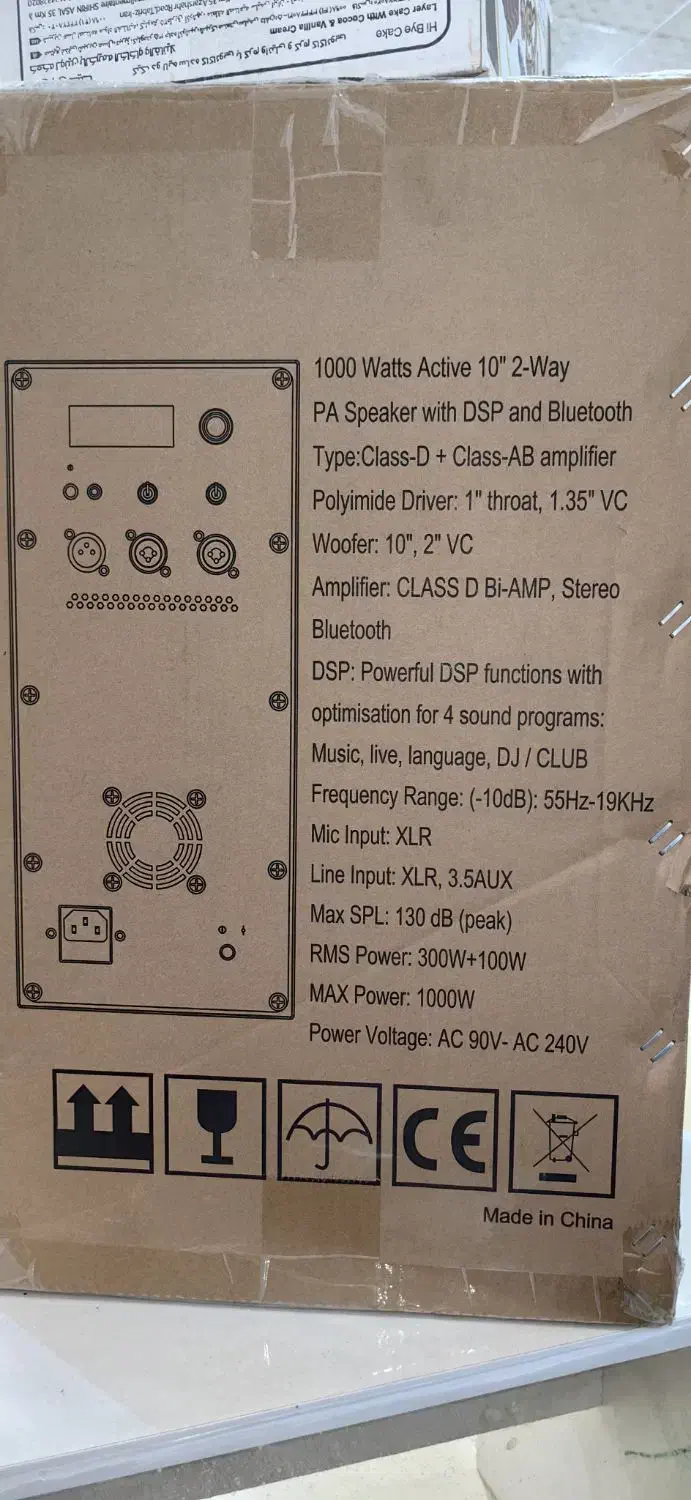 Hi Bye Cake
Layer Cake With Cocoa & Vanilla Cream
1000 Watts Active 10" 2-Way
PA Speaker with DSP and Bluetooth
Type:Class-D + Class-AB amplifier
Polyimide Driver: 1" throat, 1.35" VC
Woofer: 10", 2" VC
Amplifier: CLASS D Bi-AMP, Stereo
Bluetooth
DSP: Powerful DSP functions with
optimisation for 4 sound programs:
Music, live, language, DJ / CLUB
Frequency Range: (-10dB): 55Hz-19KHz
Mic Input: XLR
Line Input: XLR, 3.5AUX
Max SPL: 130 dB (peak)
RMS Power: 300W+100W
MAX Power: 1000W
Power Voltage: AC 90V- AC 240V
CE
Made in China